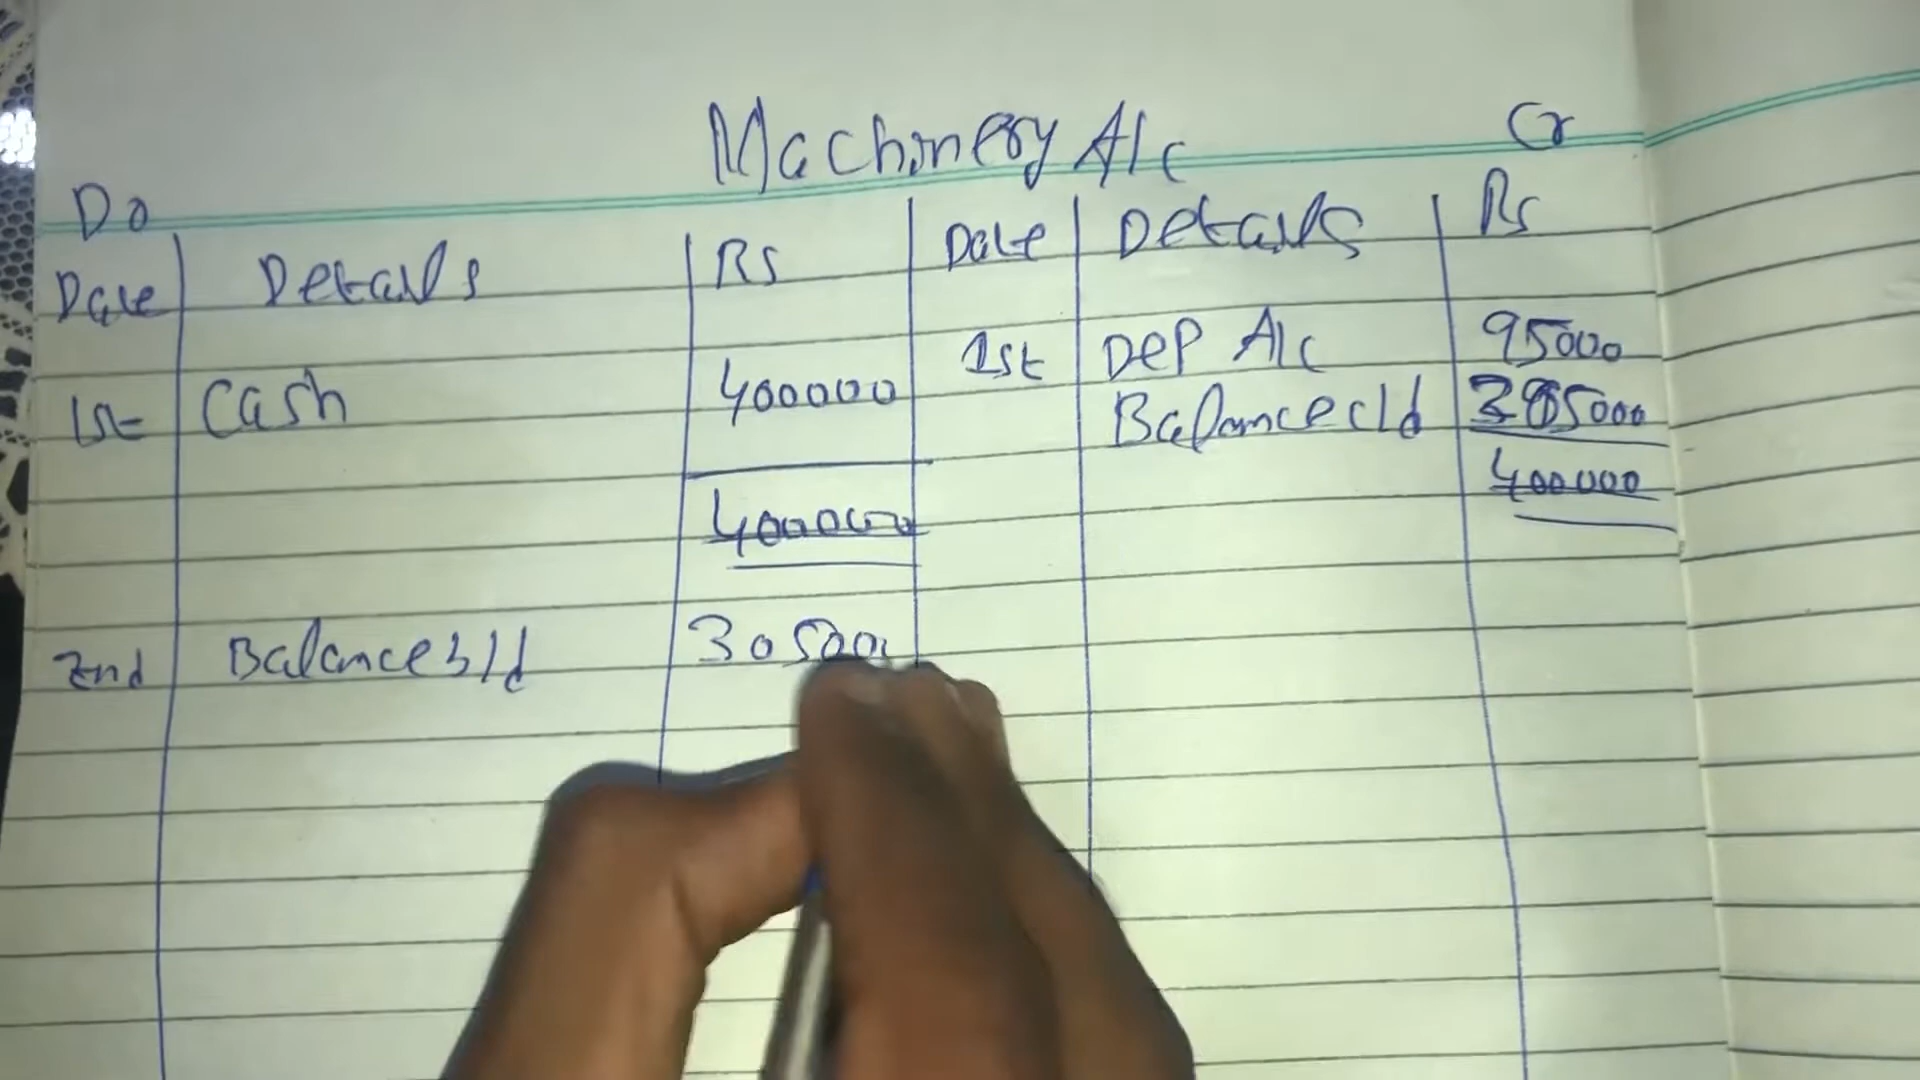 Machinery A/c
Dr Cr
Date Details Rs Date Details Rs
1st Cash 400000 1st Dep A/c 95000
Balance c/d 305000
400000 400000
2nd Balance b/d 30500